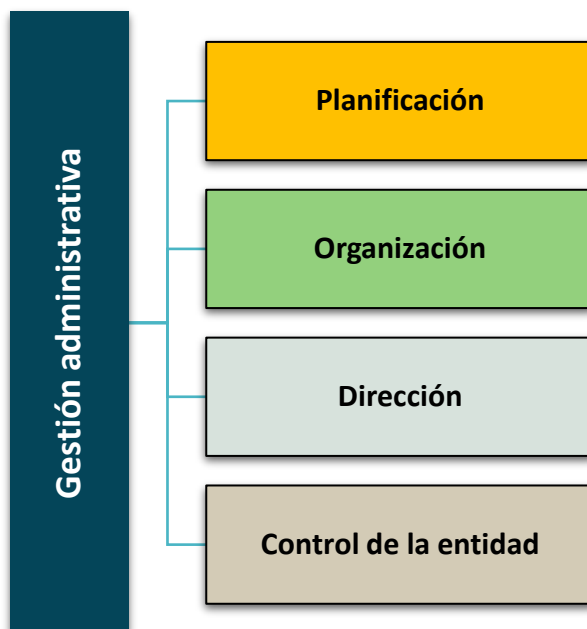 Gestión administrativa
Planificación
Organización
Dirección
Control de la entidad